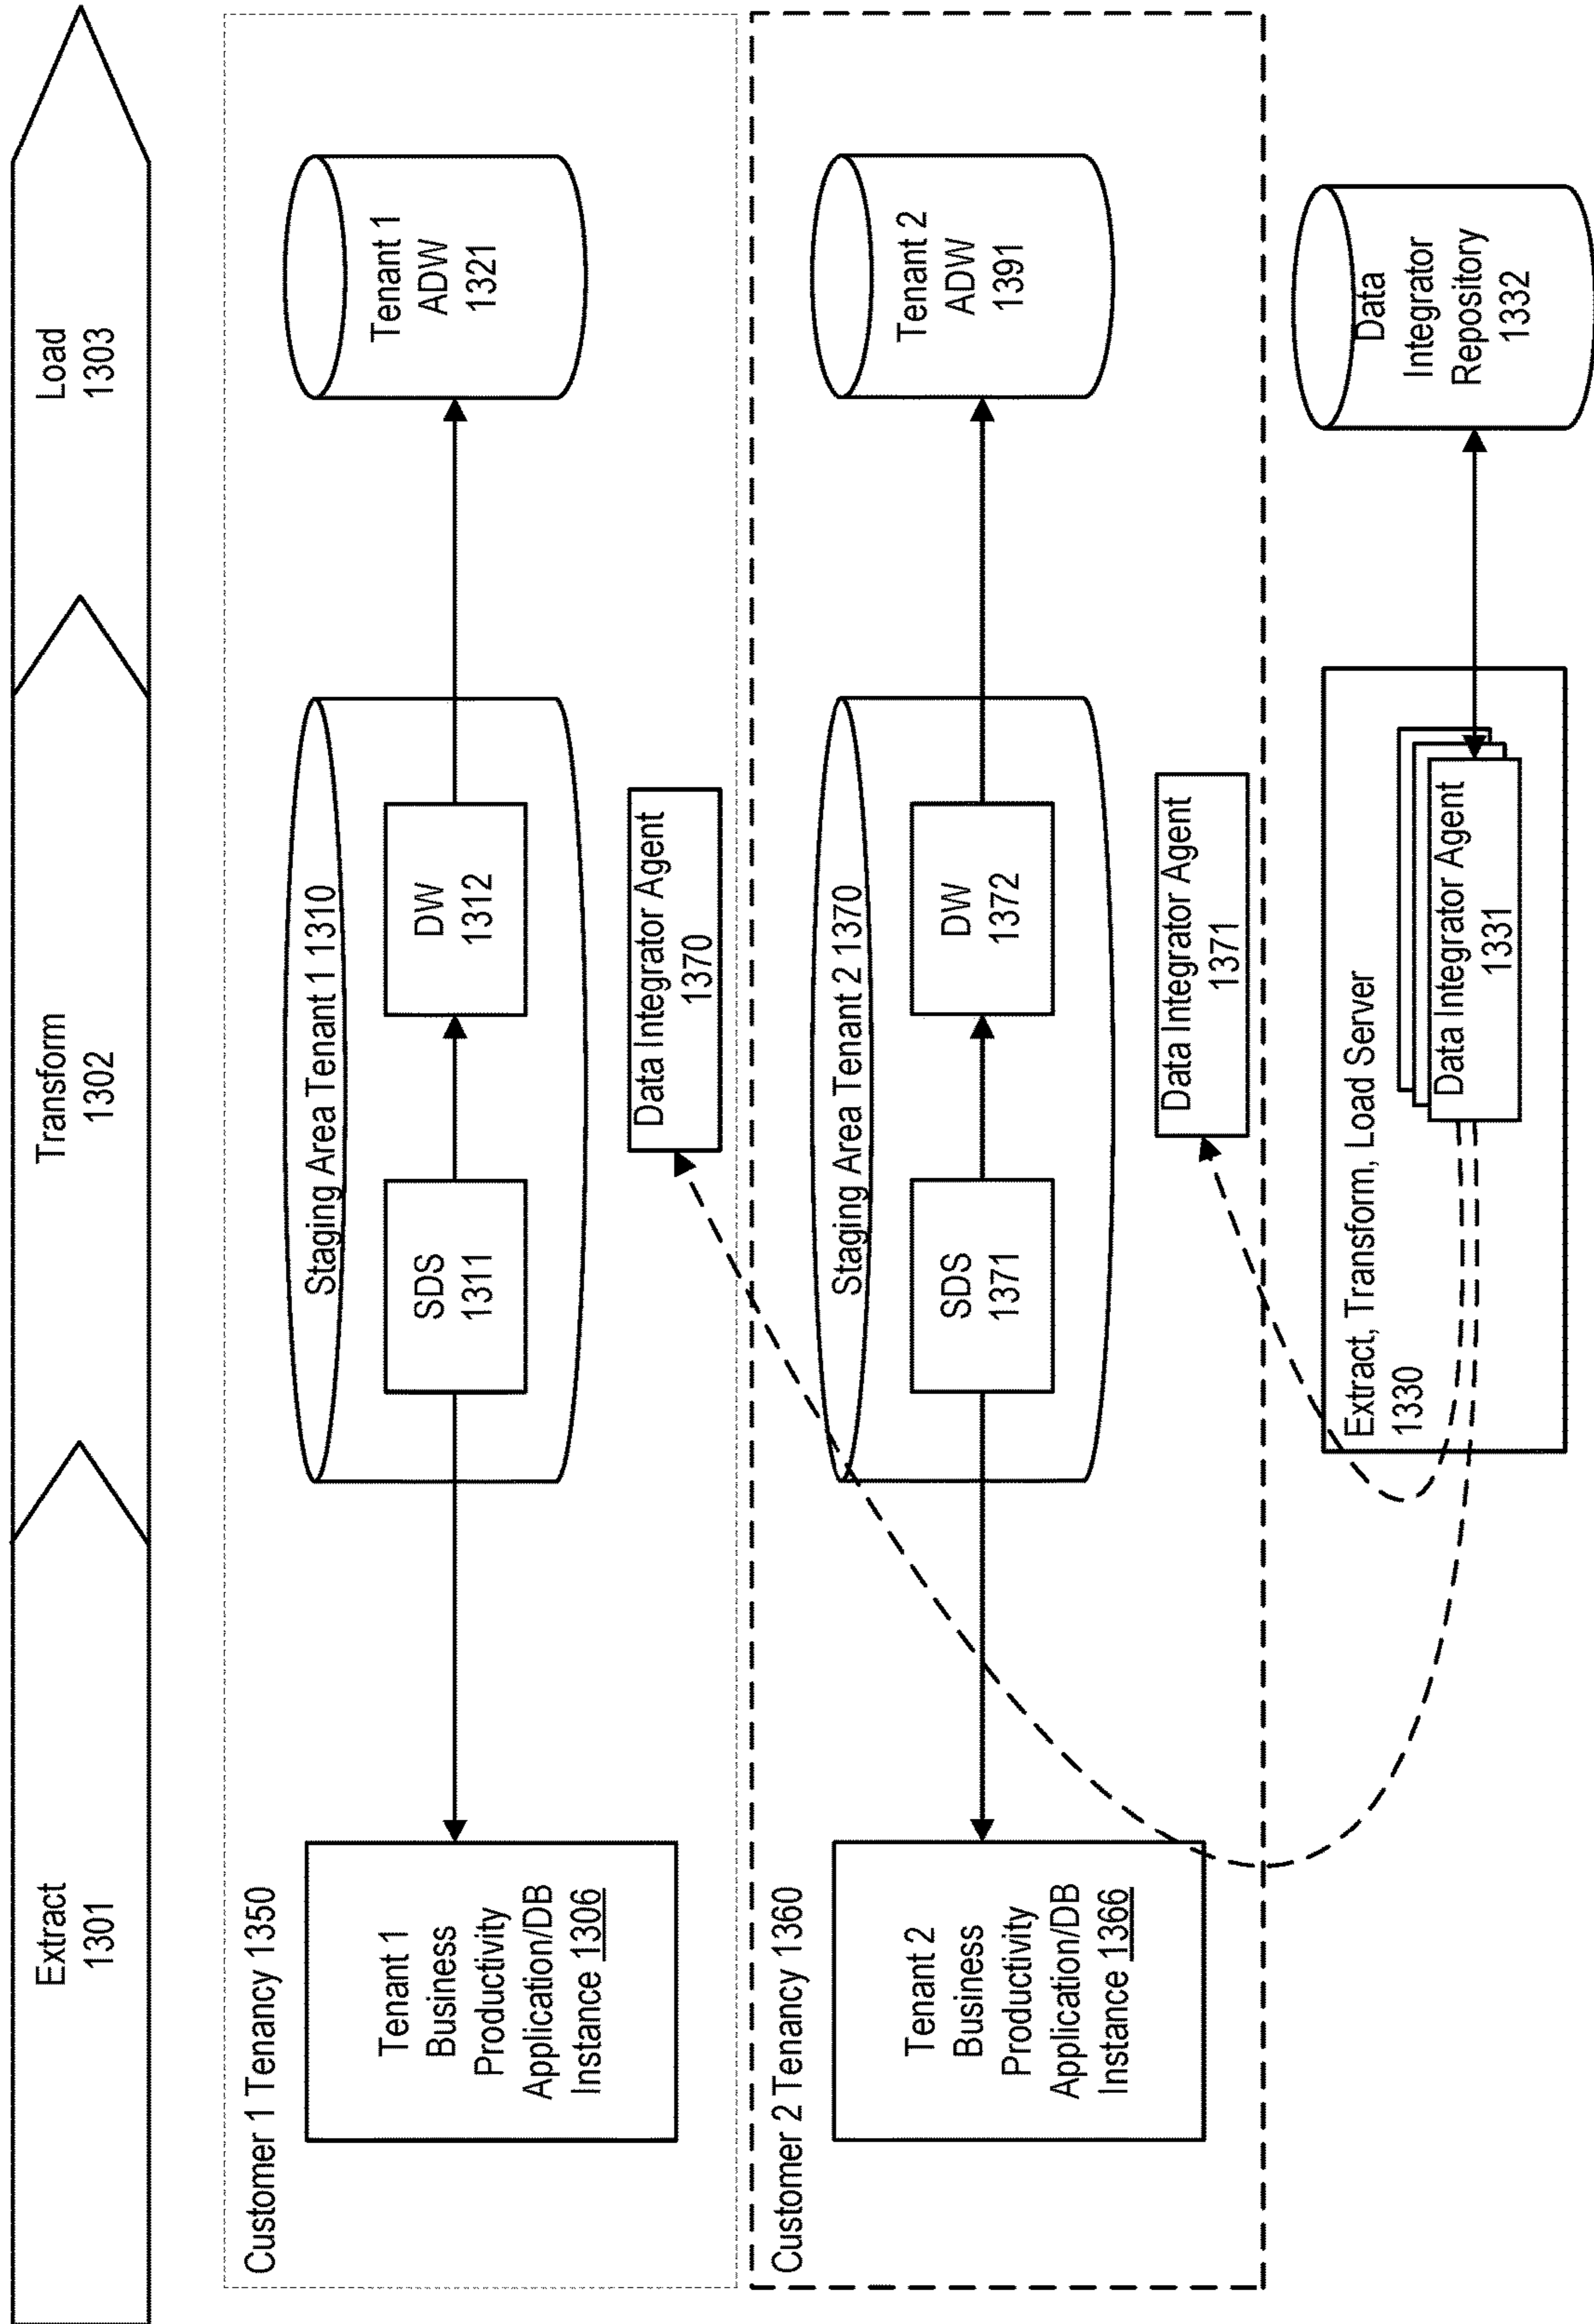 Extract
1301
Transform
1302
Load
1303
Customer 1 Tenancy 1350
Tenant 1
Business
Productivity
Application/DB
Instance 1306
Staging Area Tenant 1 1310
SDS
1311
DW
1312
Tenant 1
ADW
1321
Data Integrator Agent
1370
Customer 2 Tenancy 1360
Tenant 2
Business
Productivity
Application/DB
Instance 1366
Staging Area Tenant 2 1370
SDS
1371
DW
1372
Tenant 2
ADW
1391
Data Integrator Agent
1371
Extract, Transform, Load Server
1330
Data Integrator Agent
1331
Data
Integrator
Repository
1332